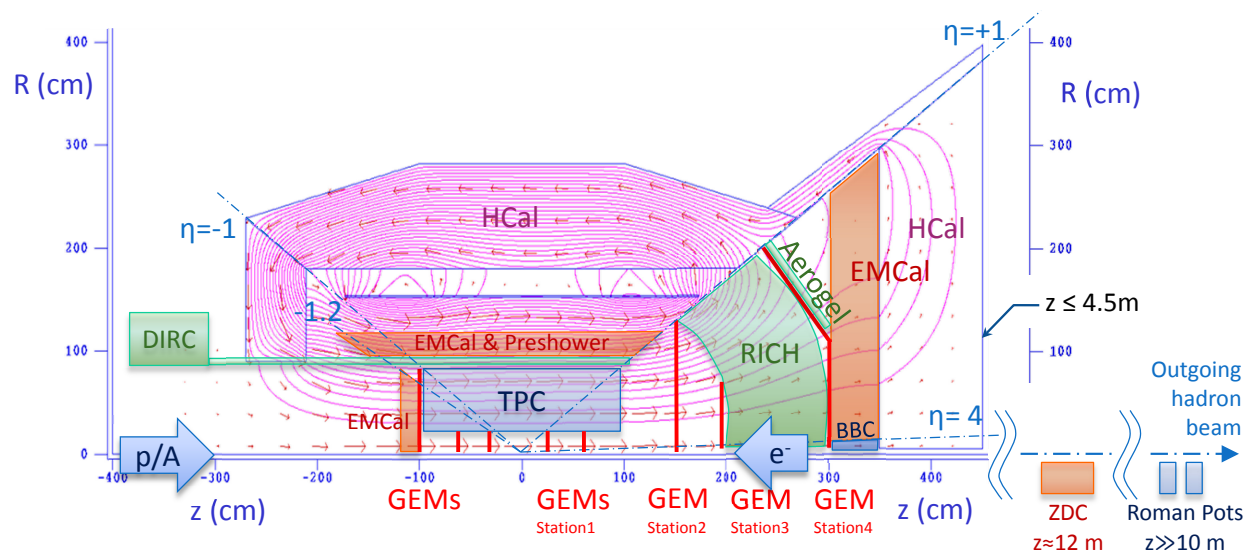 η=+1
400
400
R (cm)
R (cm)
300
300
HCal
HCal
η=-1
200
200
Aerogel
EMCal
-1.2
z ≤ 4.5m
DIRC
EMCal & Preshower
RICH
100
100
Outgoing
hadron
beam
TPC
EMCal
η= 4
BBC
p/A
e-
0
-400
-300
-200
-100
0
100
200
300
400
z (cm)
GEMs
GEMs
Station1
GEM
Station2
GEM
Station3
GEM
Station4
z (cm)
ZDC
z≈12 m
Roman Pots
z≫10 m